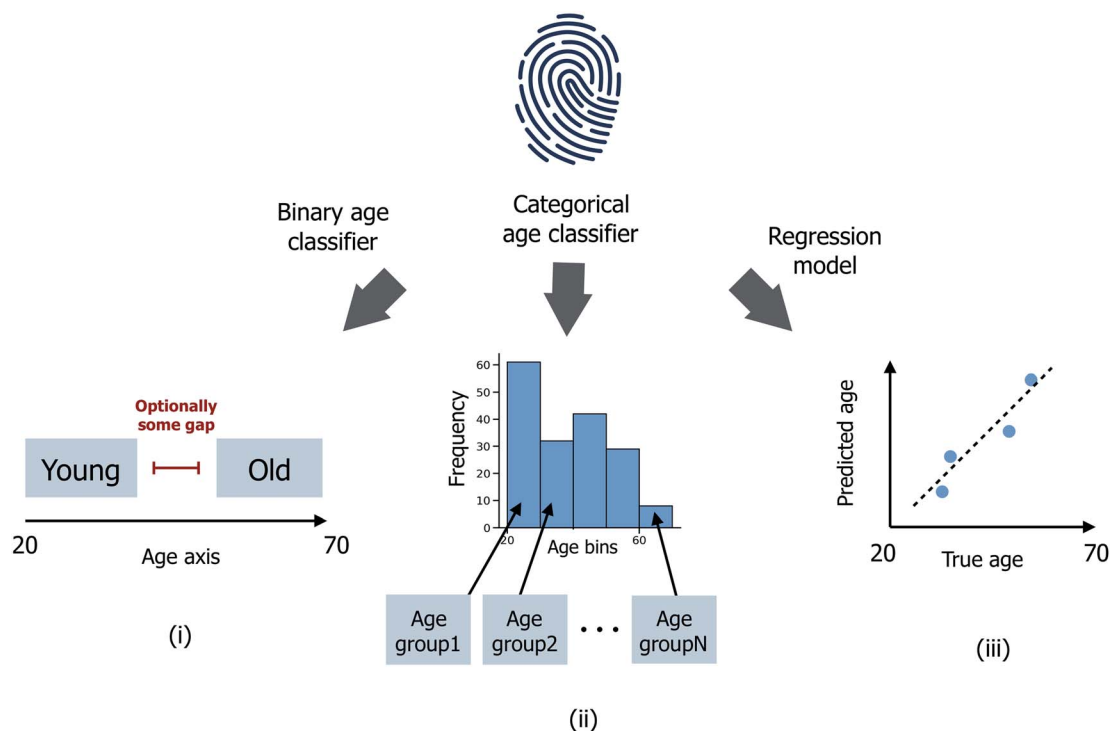 Binary age
classifier
Categorical
age classifier
Regression
model
Optionally
some gap
Young
Old
20
70
Age axis
(i)
Frequency
60
50
40
30
20
10
0
20
60
Age bins
Age
group1
Age
group2
...
Age
groupN
(ii)
Predicted age
20
70
True age
(iii)